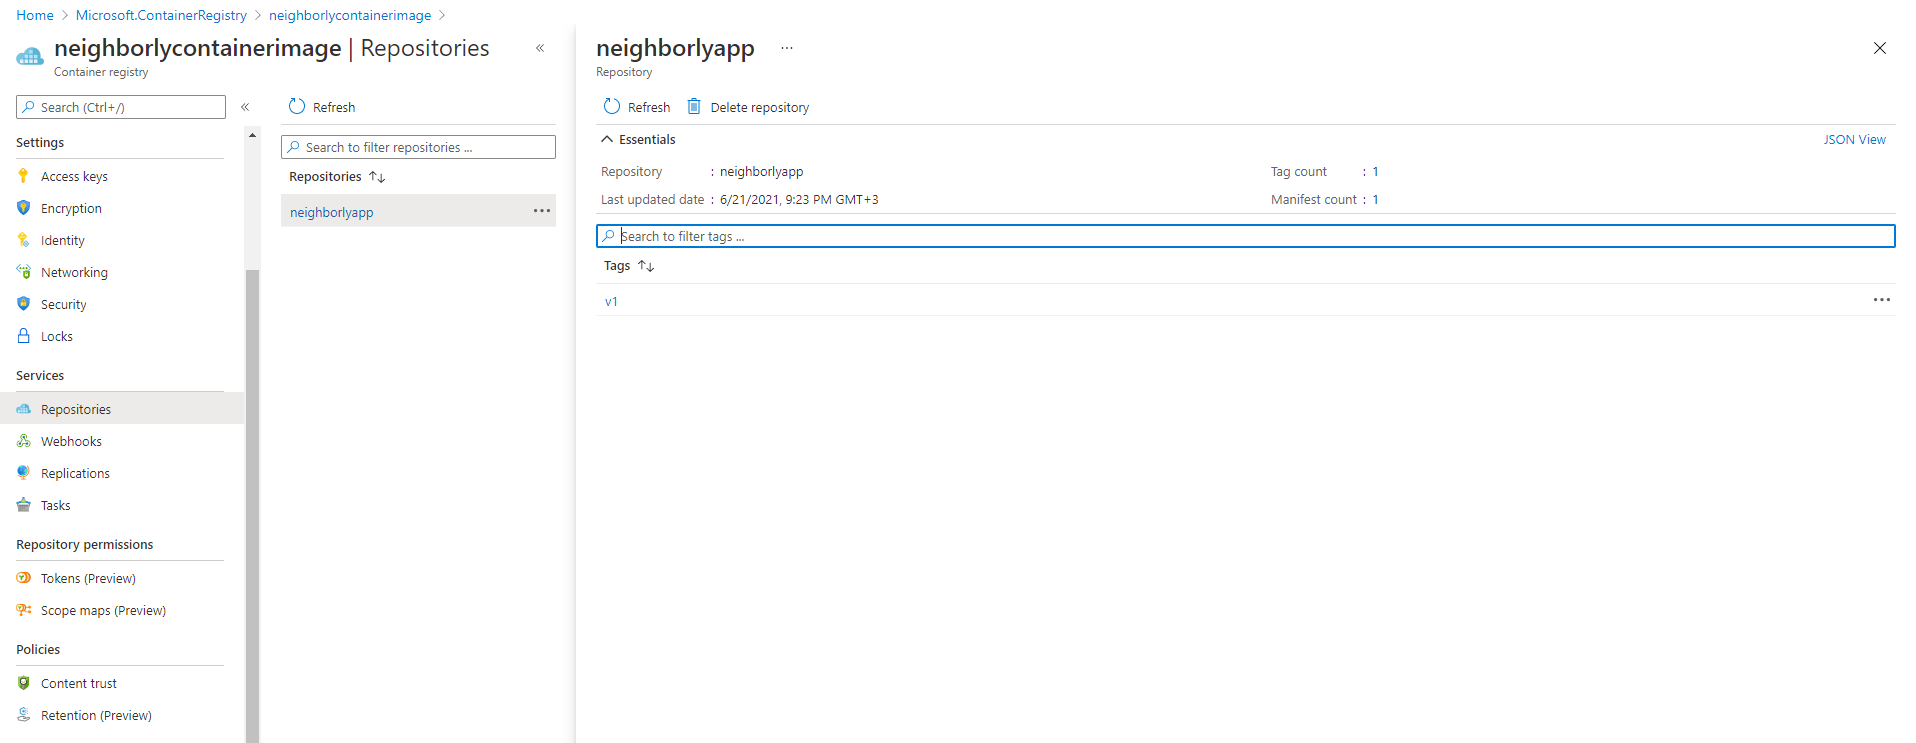 Home > Microsoft.ContainerRegistry > neighborlycontainerimage >
neighborlycontainerimage | Repositories «
Container registry
Search (Ctrl+/) «
Settings
Access keys
Encryption
Identity
Networking
Security
Locks
Services
Repositories
Webhooks
Replications
Tasks
Repository permissions
Tokens (Preview)
Scope maps (Preview)
Policies
Content trust
Retention (Preview)
Refresh
Search to filter repositories ...
Repositories ↑↓
neighborlyapp ...
neighborlyapp ...
Repository
Refresh Delete repository
Essentials JSON View
Repository : neighborlyapp Tag count : 1
Last updated date : 6/21/2021, 9:23 PM GMT+3 Manifest count : 1
Search to filter tags ...
Tags ↑↓
v1 ...